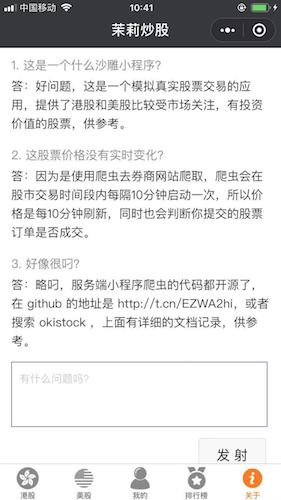 中国移动
10:41
茉莉炒股
1. 这是一个什么沙雕小程序?
答：好问题，这是一个模拟真实股票交易的应
用，提供了港股和美股比较受市场关注，有投资
价值的股票，供参考。
2. 这股票价格没有实时变化?
答：因为是使用爬虫去券商网站爬取，爬虫会在
股市交易时间段内每隔10分钟启动一次，所以价
格是每10分钟刷新，同时也会判断你提交的股票
订单是否成交。
3. 好像很叼?
答：略叼，服务端小程序爬虫的代码都开源了，
在 github 的地址是 http://t.cn/EZWA2hi，或者
搜索 okistock ，上面有详细的文档记录，供参
考。
有什么问题吗?
发 射
港股 美股 我的 排行榜 关于